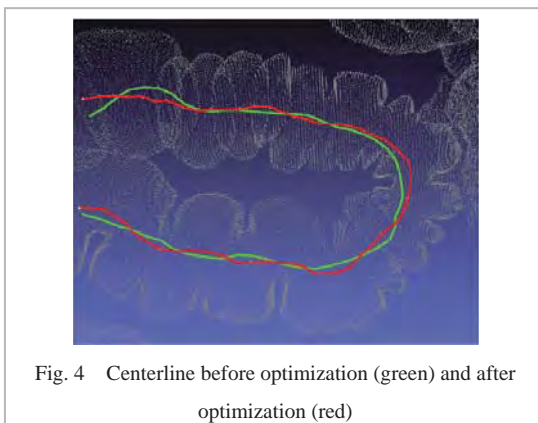 Fig. 4 Centerline before optimization (green) and after
optimization (red)